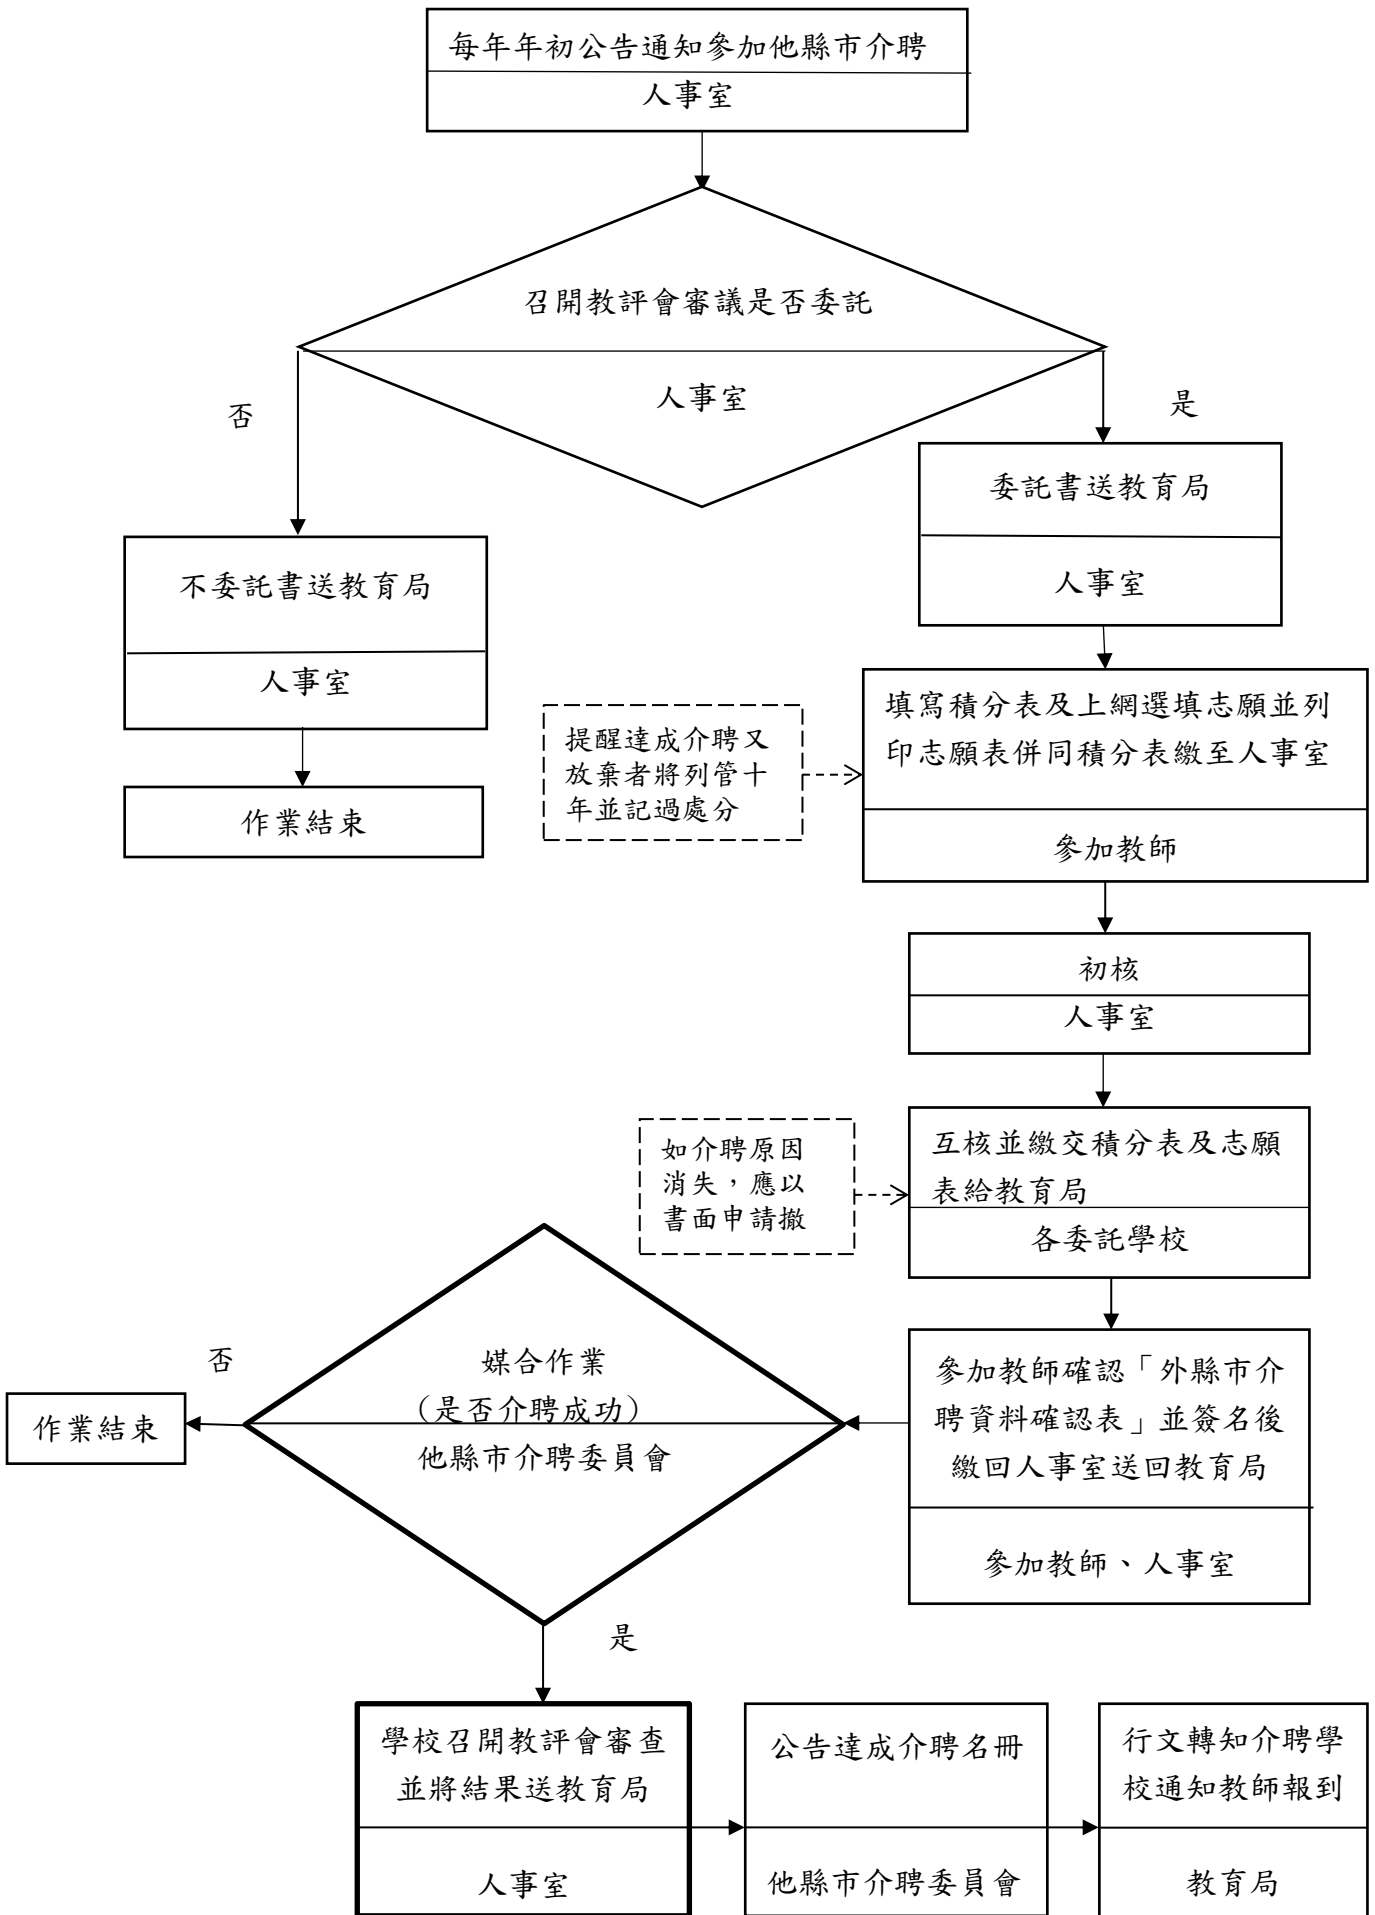 每年年初公告通知參加他縣市介聘
人事室
召開教評會審議是否委託
人事室
否
是
委託書送教育局
人事室
不委託書送教育局
人事室
作業結束
填寫積分表及上網選填志願並列
印志願表併同積分表繳至人事室
參加教師
提醒達成介聘又
放棄者將列管十
年並記過處分
初核
人事室
互核並繳交積分表及志願
表給教育局
各委託學校
如介聘原因
消失，應以
書面申請撤
參加教師確認「外縣市介
聘資料確認表」並簽名後
繳回人事室送回教育局
參加教師、人事室
媒合作業
(是否介聘成功)
他縣市介聘委員會
否
作業結束
是
學校召開教評會審查
並將結果送教育局
人事室
公告達成介聘名冊
他縣市介聘委員會
行文轉知介聘學
校通知教師報到
教育局